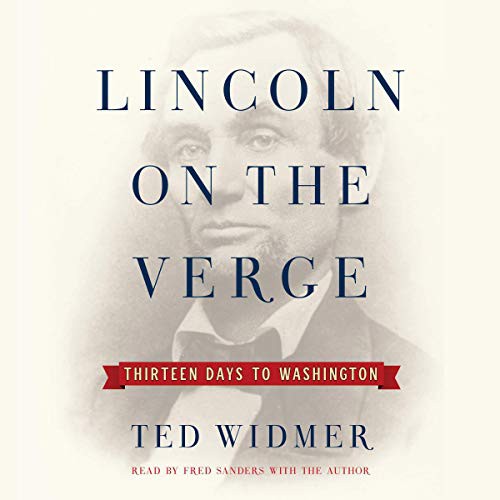 LINCOLN
ON THE
VERGE
THIRTEEN DAYS TO WASHINGTON
TED WIDMER
READ BY FRED SANDERS WITH THE AUTHOR